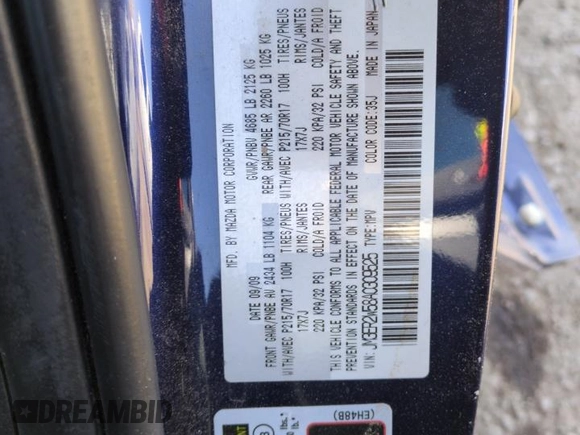 MFD. BY MAZDA MOTOR CORPORATION
DATE 09/09 GVWR/PNBV 4685 LB 2125 KG
FRONT GAWR/PNBE AV 2434 LB 1104 KG REAR GAWR/PNBE AR 2260 LB 1025 KG
WITH/AVEC P215/70R17 100H TIRES/PNEUS WITH/AVEC P215/70R17 100H TIRES/PNEUS
17X7J RIMS/JANTES 17X7J RIMS/JANTES
220 KPA/32 PSI COLD/A FROID 220 KPA/32 PSI COLD/A FROID
THIS VEHICLE CONFORMS TO ALL APPLICABLE FEDERAL MOTOR VEHICLE SAFETY AND THEFT
PREVENTION STANDARDS IN EFFECT ON THE DATE OF MANUFACTURE SHOWN ABOVE.
VIN: TYPE: MPV COLOR CODE: 35J MADE IN JAPAN
(EH48B)
DREAMBID